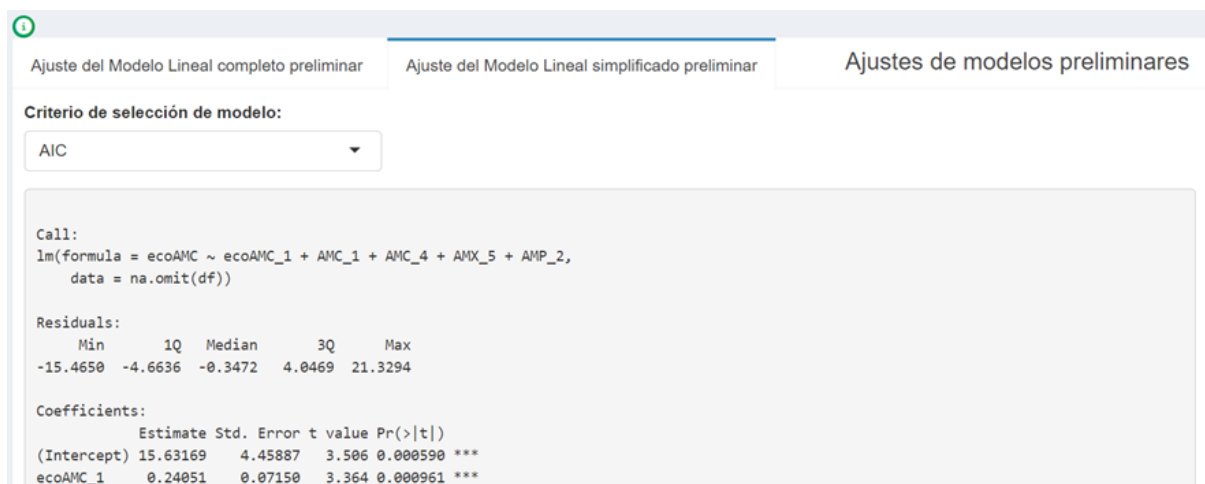 Ajuste del Modelo Lineal completo preliminar Ajuste del Modelo Lineal simplificado preliminar Ajustes de modelos preliminares
Criterio de selección de modelo:
AIC
Call:
lm(formula = ecoAMC ~ ecoAMC_1 + AMC_1 + AMC_4 + AMX_5 + AMP_2,
    data = na.omit(df))
Residuals:
     Min       1Q   Median       3Q      Max
-15.4650  -4.6636  -0.3472   4.0469  21.3294
Coefficients:
            Estimate Std. Error t value Pr(>|t|)
(Intercept) 15.63169    4.45887   3.506 0.000590 ***
ecoAMC_1     0.24051    0.07150   3.364 0.000961 ***